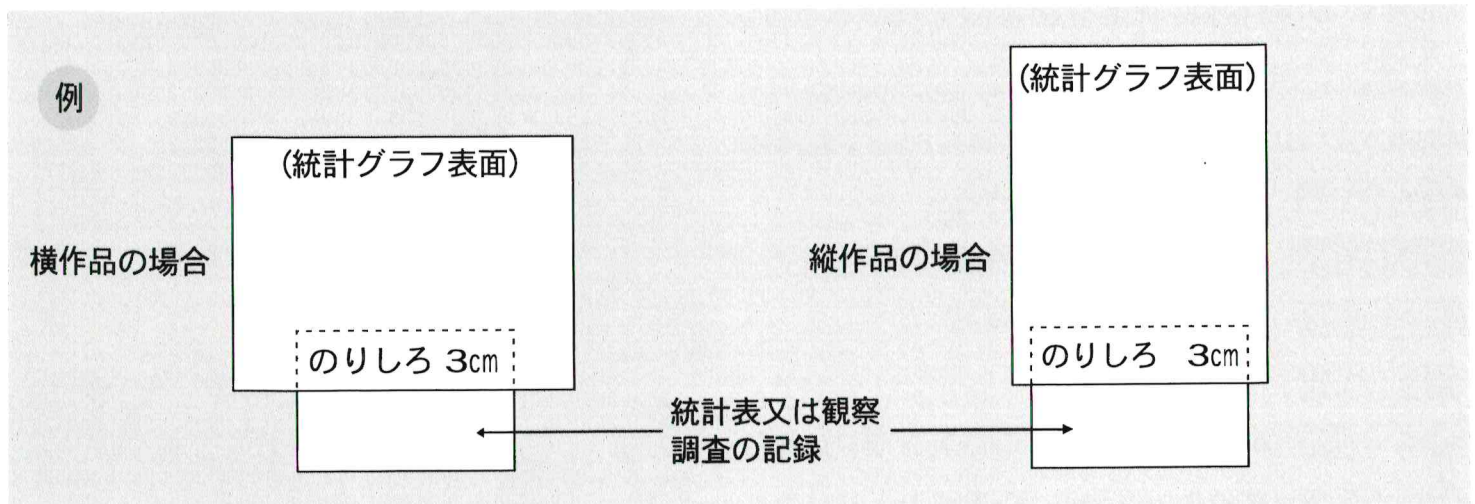 例
横作品の場合
(統計グラフ表面)
のりしろ 3cm
統計表又は観察
調査の記録
縦作品の場合
(統計グラフ表面)
のりしろ 3cm